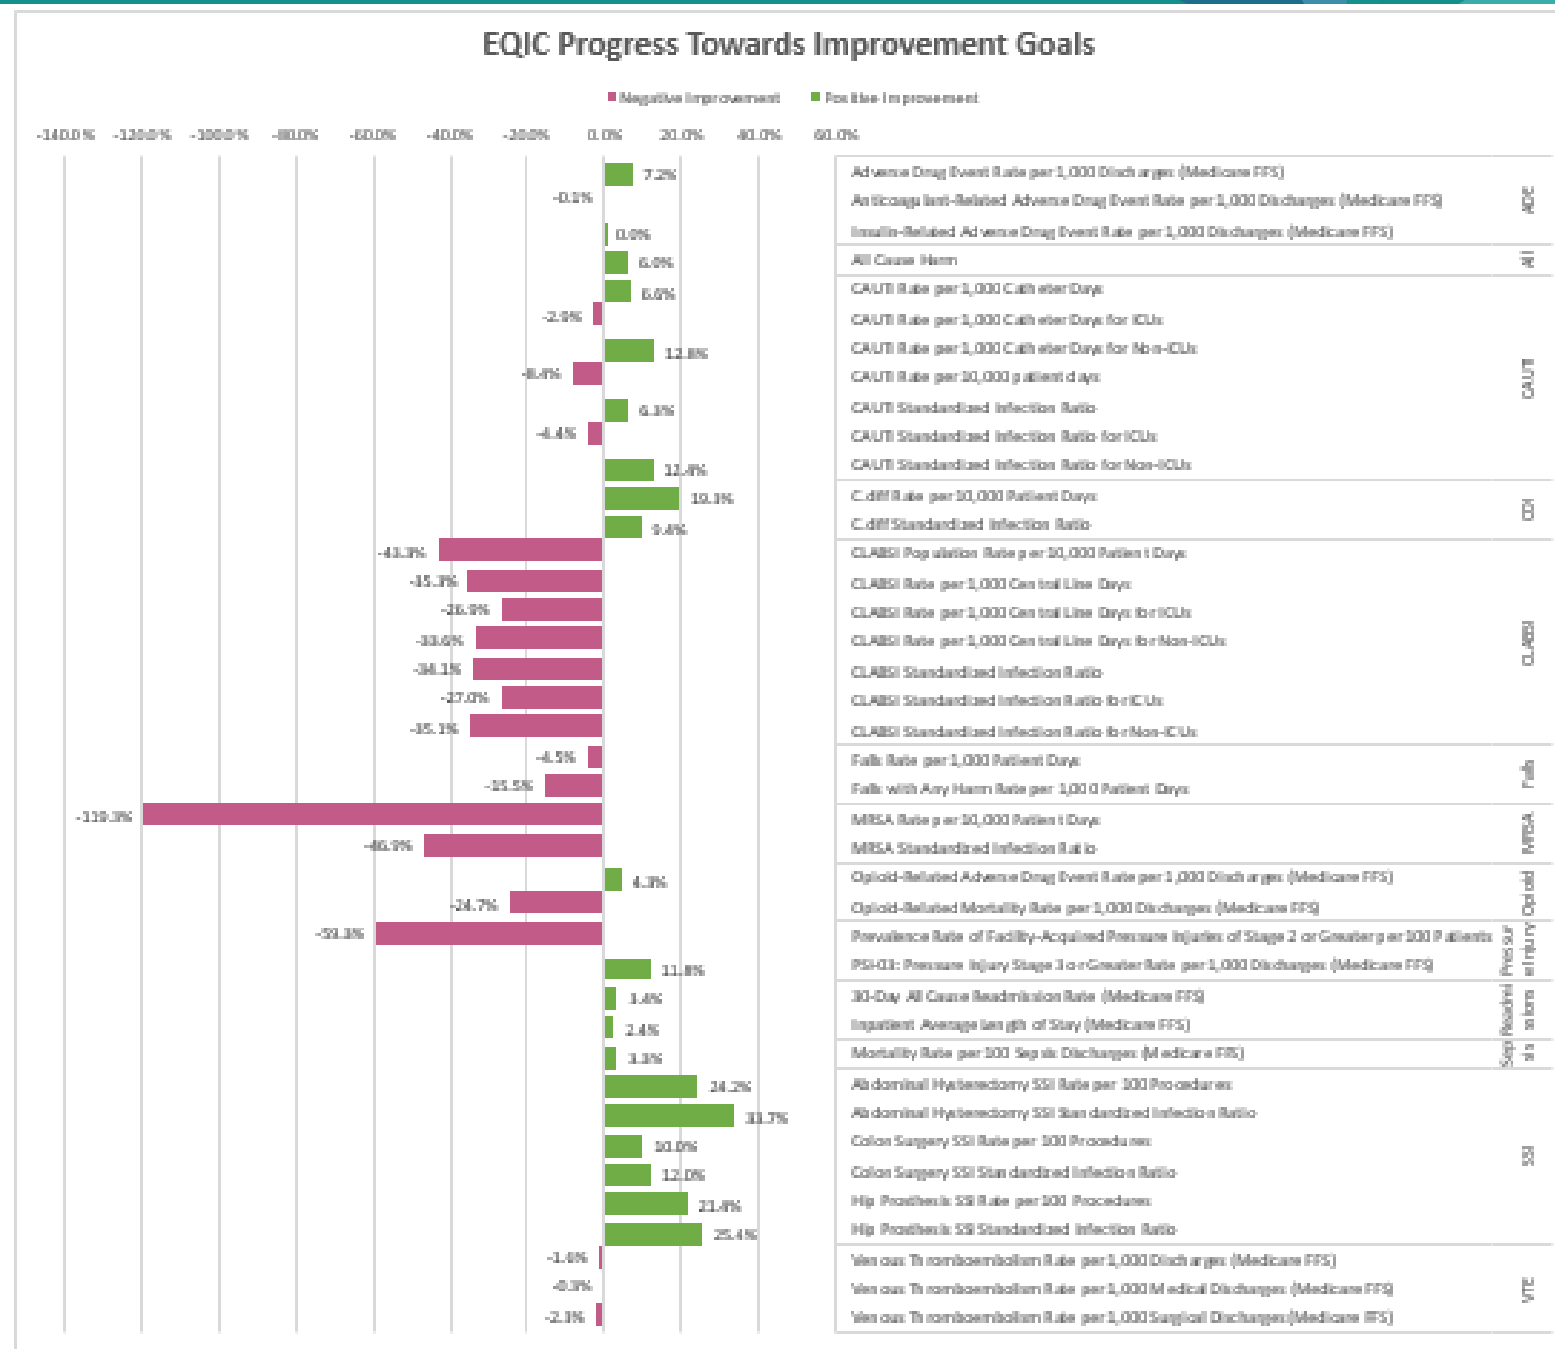 EQIC Progress Towards Improvement Goals
Negative Improvement Positive Improvement
-140.0% -120.0% -100.0% -80.0% -60.0% -40.0% -20.0% 0.0% 20.0% 40.0% 60.0%
7.2% Adverse Drug Event Rate per 1,000 Discharges (Medicare FFS)
-0.1% Anticoagulant-Related Adverse Drug Event Rate per 1,000 Discharges (Medicare FFS) ADE
0.0% Insulin-Related Adverse Drug Event Rate per 1,000 Discharges (Medicare FFS)
6.0% All Cause Harm All
6.6% CAUTI Rate per 1,000 Catheter Days
-2.9% CAUTI Rate per 1,000 Catheter Days for ICUs
12.8% CAUTI Rate per 1,000 Catheter Days for Non-ICUs
-8.4% CAUTI Rate per 10,000 patient days CAUTI
6.3% CAUTI Standardized Infection Ratio
-4.4% CAUTI Standardized Infection Ratio for ICUs
12.4% CAUTI Standardized Infection Ratio for Non-ICUs
19.3% C.diff Rate per 10,000 Patient Days
9.4% C.diff Standardized Infection Ratio CDI
-43.3% CLABSI Population Rate per 10,000 Patient Days
-35.3% CLABSI Rate per 1,000 Central Line Days
-26.9% CLABSI Rate per 1,000 Central Line Days for ICUs
-33.6% CLABSI Rate per 1,000 Central Line Days for Non-ICUs CLABSI
-34.1% CLABSI Standardized Infection Ratio
-27.0% CLABSI Standardized Infection Ratio for ICUs
-35.1% CLABSI Standardized Infection Ratio for Non-ICUs
-4.5% Falls Rate per 1,000 Patient Days Falls
-15.5% Falls with Any Harm Rate per 1,000 Patient Days
-119.3% MRSA Rate per 10,000 Patient Days MRSA
-46.9% MRSA Standardized Infection Ratio
4.3% Opioid-Related Adverse Drug Event Rate per 1,000 Discharges (Medicare FFS) Opioid
-24.7% Opioid-Related Mortality Rate per 1,000 Discharges (Medicare FFS)
-59.3% Prevalence Rate of Facility-Acquired Pressure Injuries of Stage 2 or Greater per 100 Patients Pressur
11.8% PSI-03: Pressure Injury Stage 3 or Greater Rate per 1,000 Discharges (Medicare FFS) e Injury
3.4% 30-Day All Cause Readmission Rate (Medicare FFS) Readmi
2.4% Inpatient Average Length of Stay (Medicare FFS) ssions
3.3% Mortality Rate per 100 Sepsis Discharges (Medicare FFS) Sep
sis
24.2% Abdominal Hysterectomy SSI Rate per 100 Procedures
33.7% Abdominal Hysterectomy SSI Standardized Infection Ratio
10.0% Colon Surgery SSI Rate per 100 Procedures SSI
12.0% Colon Surgery SSI Standardized Infection Ratio
21.4% Hip Prosthesis SSI Rate per 100 Procedures
25.4% Hip Prosthesis SSI Standardized Infection Ratio
Venous Thromboembolism Rate per 1,000 Discharges (Medicare FFS)
-0.3% Venous Thromboembolism Rate per 1,000 Medical Discharges (Medicare FFS) VTE
-2.1% Venous Thromboembolism Rate per 1,000 Surgical Discharges (Medicare FFS)